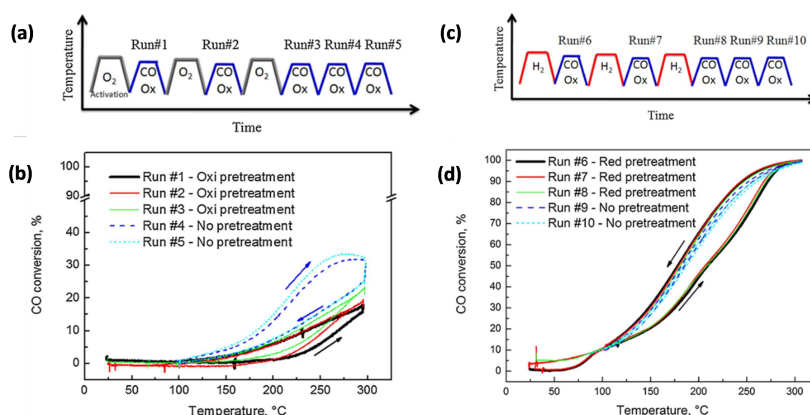 (a)
Temperature
Run#1 Run#2 Run#3 Run#4 Run#5
O2 CO Ox O2 CO Ox O2 CO Ox CO Ox CO Ox
Activation
Time
(c)
Temperature
Run#6 Run#7 Run#8 Run#9 Run#10
H2 CO Ox H2 CO Ox H2 CO Ox CO Ox CO Ox
Time
(b)
CO conversion, %
100
90
40
30
20
10
0
Run #1 - Oxi pretreatment
Run #2 - Oxi pretreatment
Run #3 - Oxi pretreatment
Run #4 - No pretreatment
Run #5 - No pretreatment
0 50 100 150 200 250 300
Temperature, °C
(d)
CO conversion, %
100
90
80
70
60
50
40
30
20
10
0
Run #6 - Red pretreatment
Run #7 - Red pretreatment
Run #8 - Red pretreatment
Run #9 - No pretreatment
Run #10 - No pretreatment
0 50 100 150 200 250 300
Temperature, °C